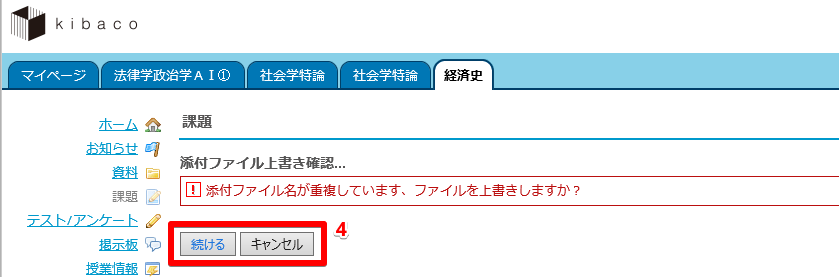 kibaco
マイページ 法律学政治学AⅠ① 社会学特論 社会学特論 経済史
ホーム
お知らせ
資料
課題
テスト/アンケート
掲示板
授業情報
課題
添付ファイル上書き確認...
添付ファイル名が重複しています、ファイルを上書きしますか？
続ける キャンセル
4